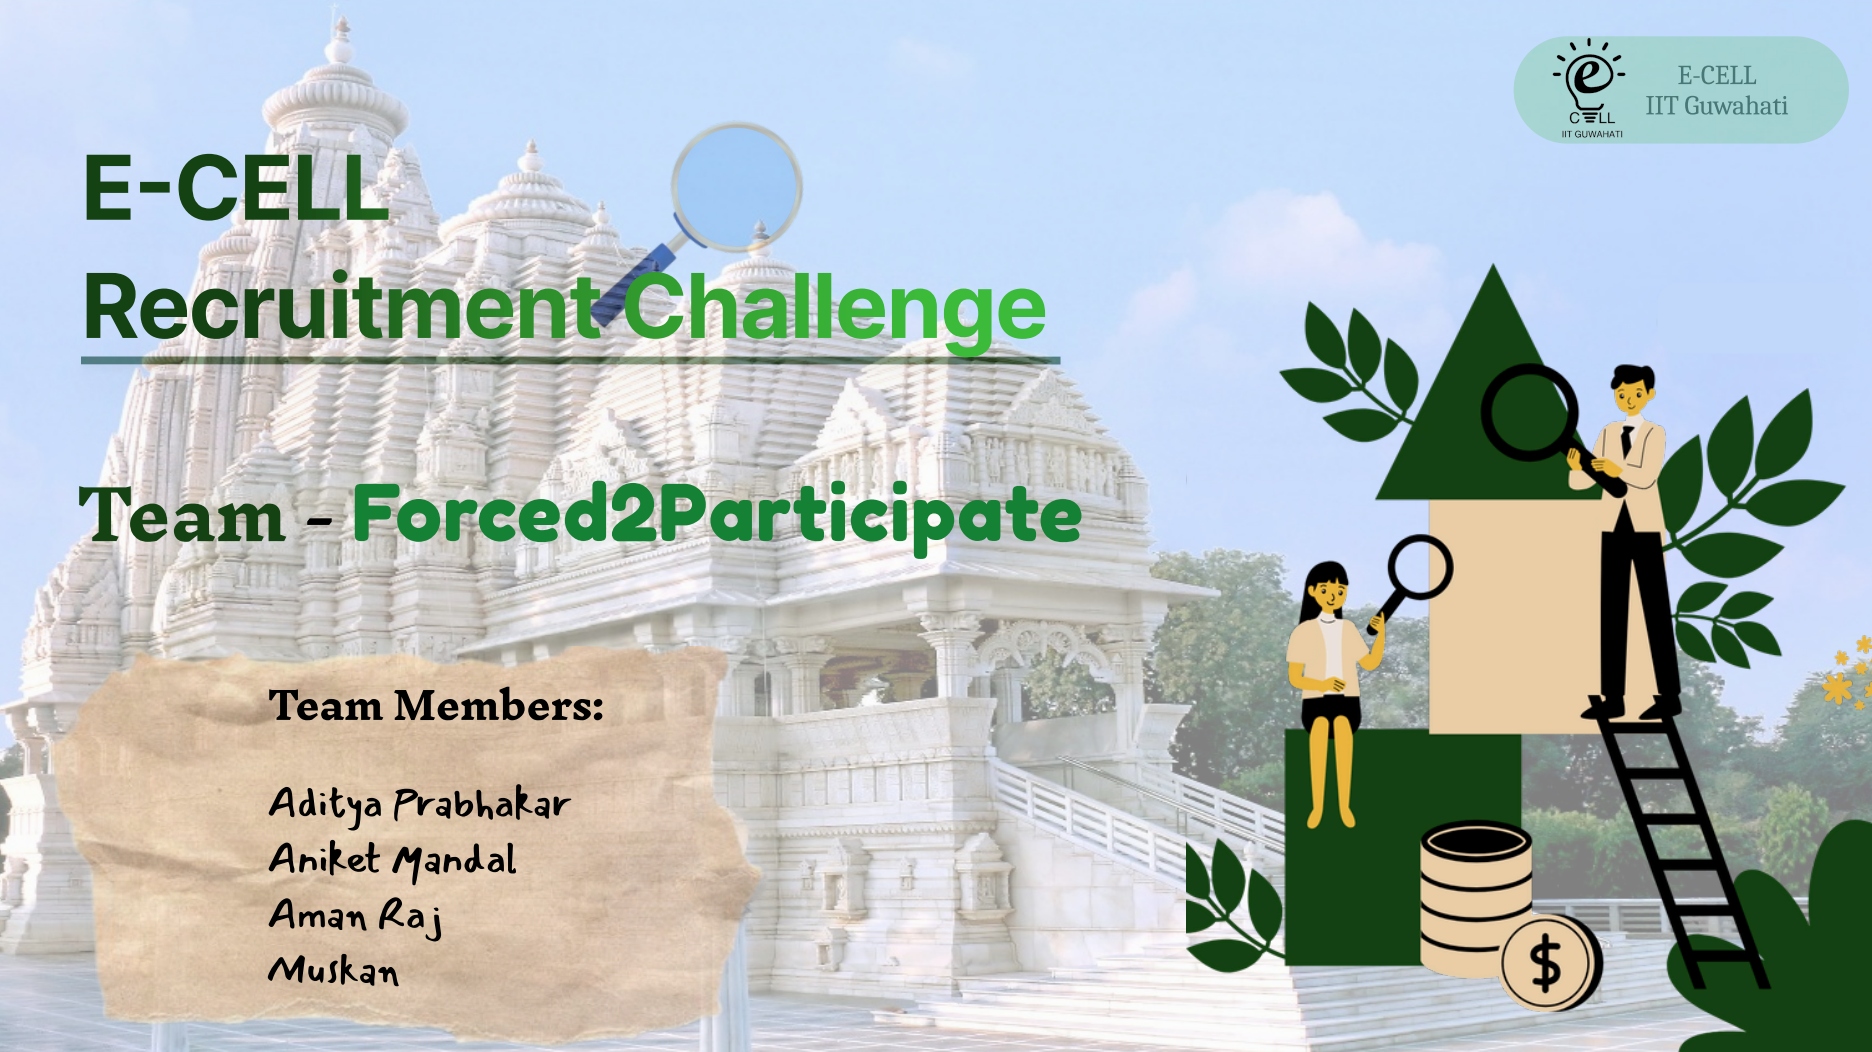 E-CELL
Recruitment Challenge
Team - Forced2Participate
Team Members:
Aditya Prabhakar
Aniket Mandal
Aman Raj
Muskan
e
C LL
IIT GUWAHATI
E-CELL
IIT Guwahati
$